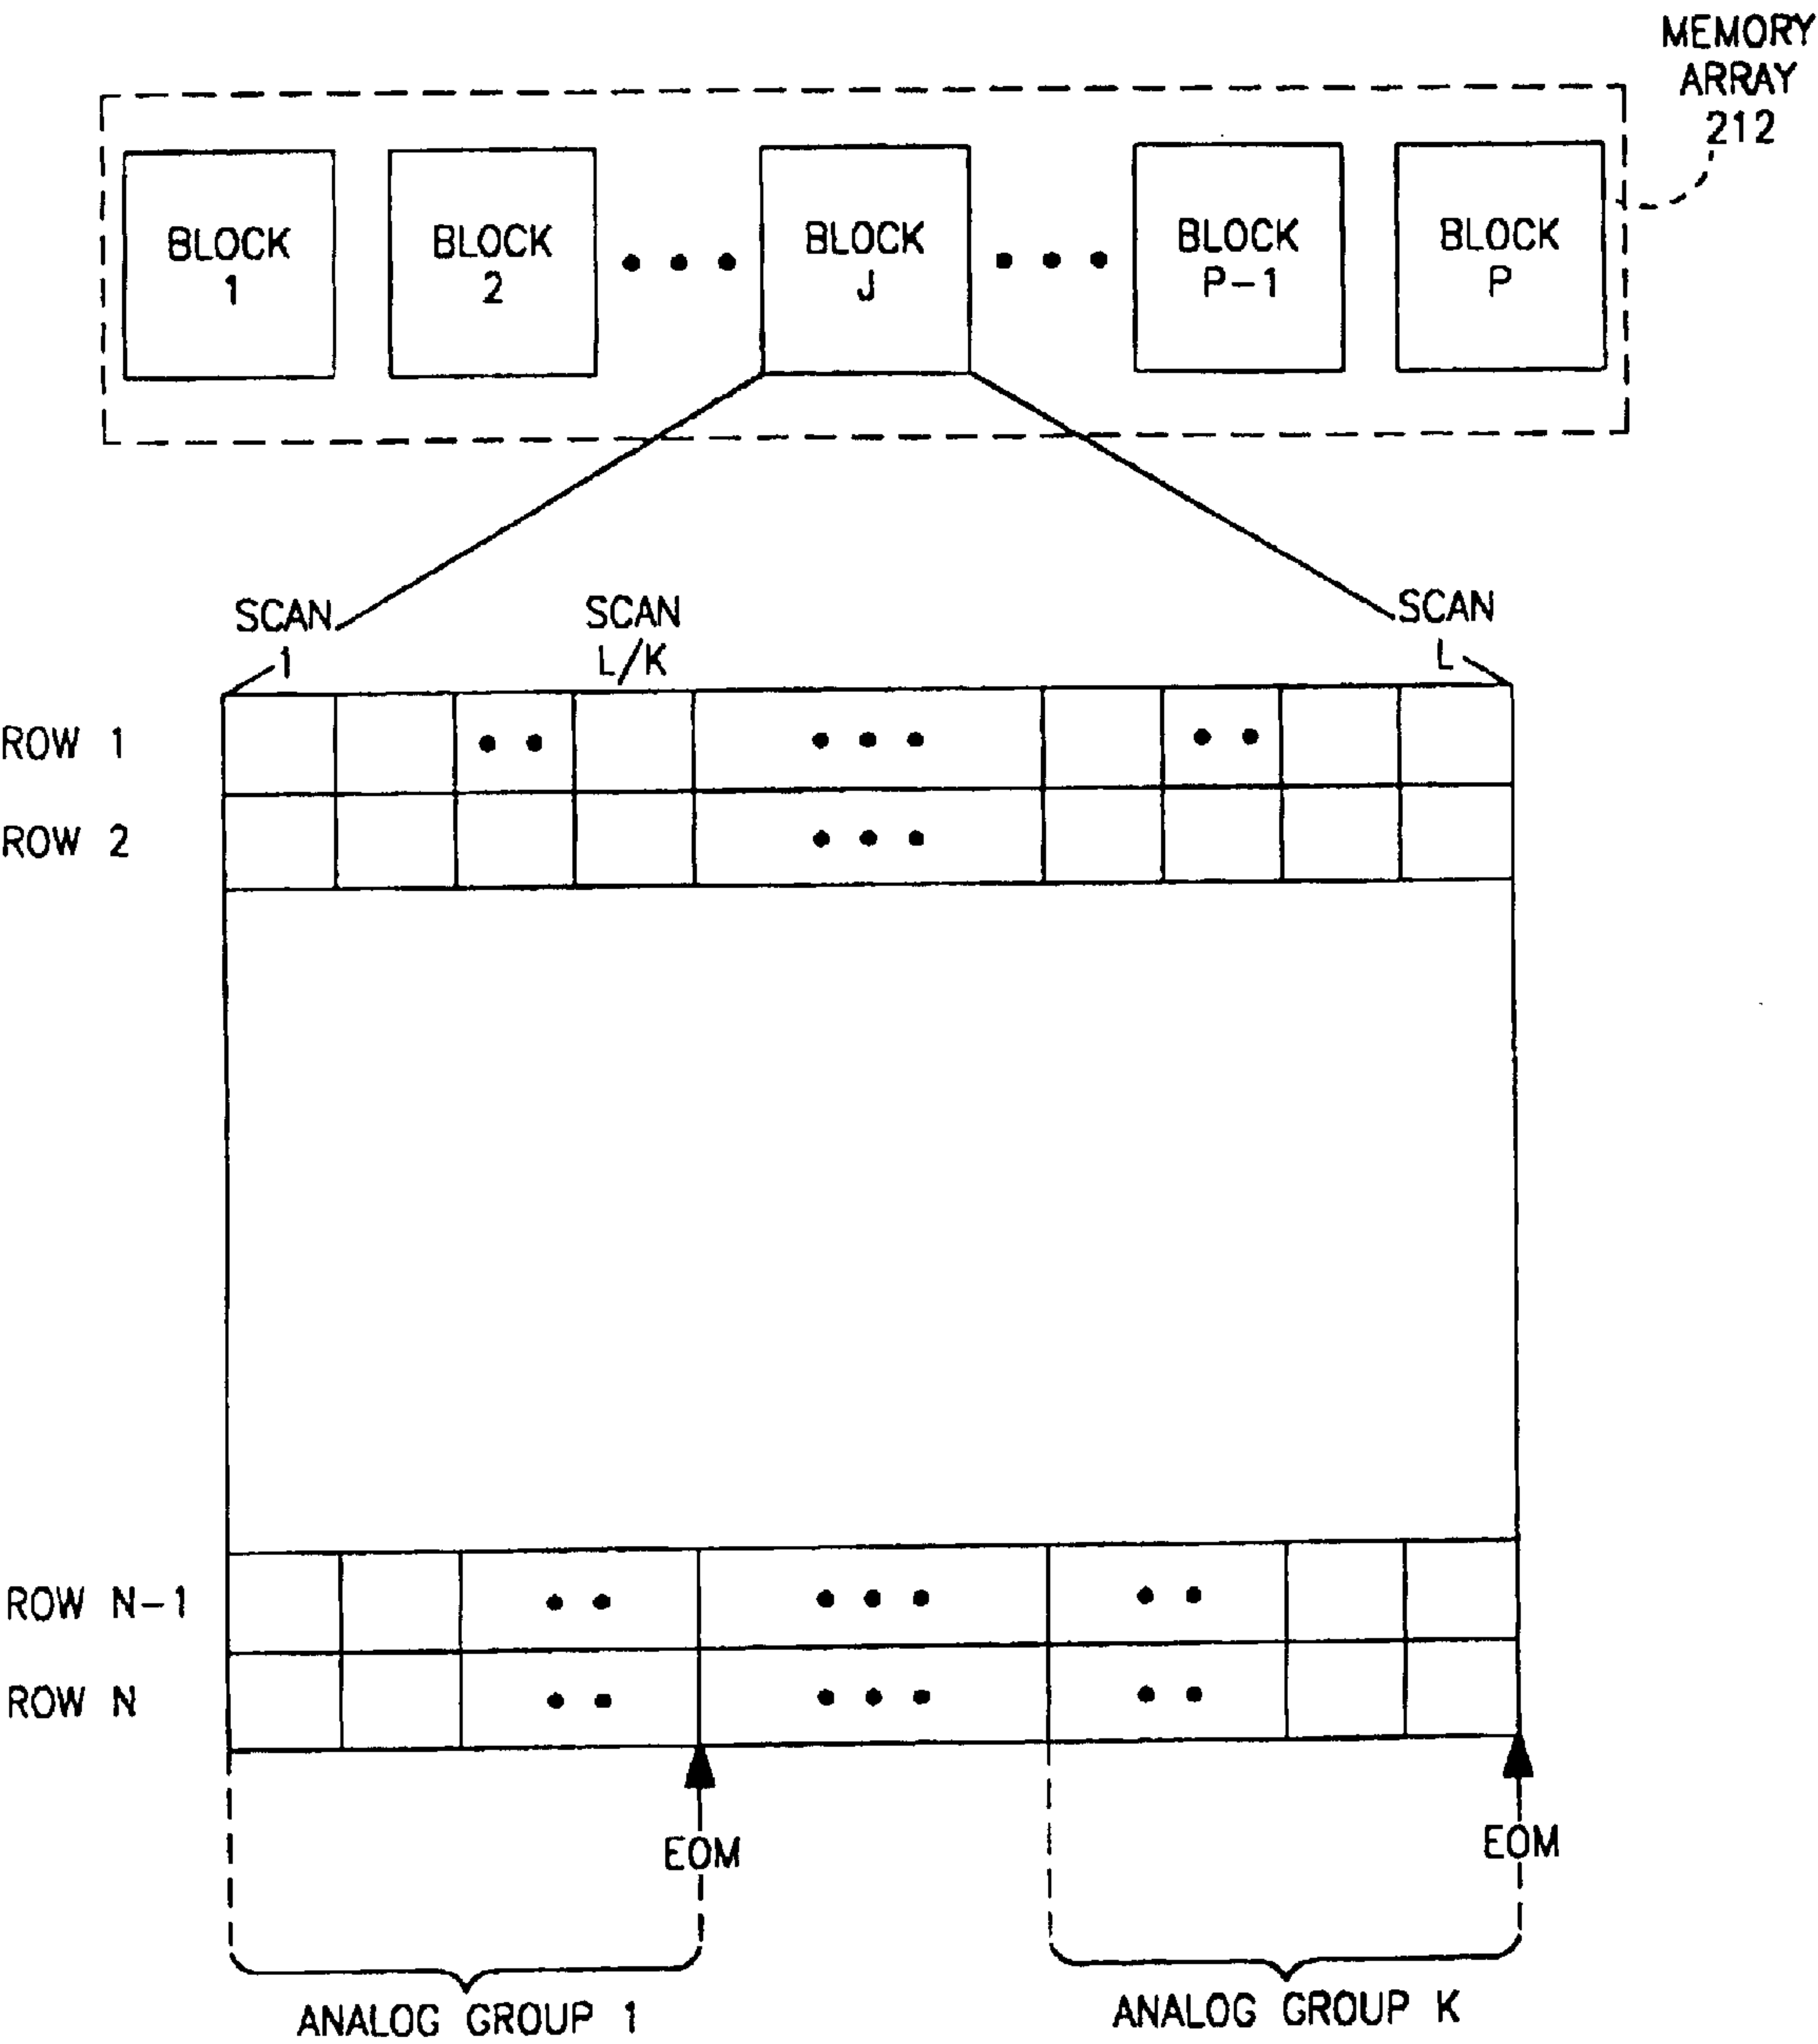 MEMORY
ARRAY
212
BLOCK
1
BLOCK
2
BLOCK
J
BLOCK
P-1
BLOCK
P
SCAN
1
SCAN
L/K
SCAN
L
ROW 1
ROW 2
ROW N-1
ROW N
EOM
EOM
ANALOG GROUP 1
ANALOG GROUP K